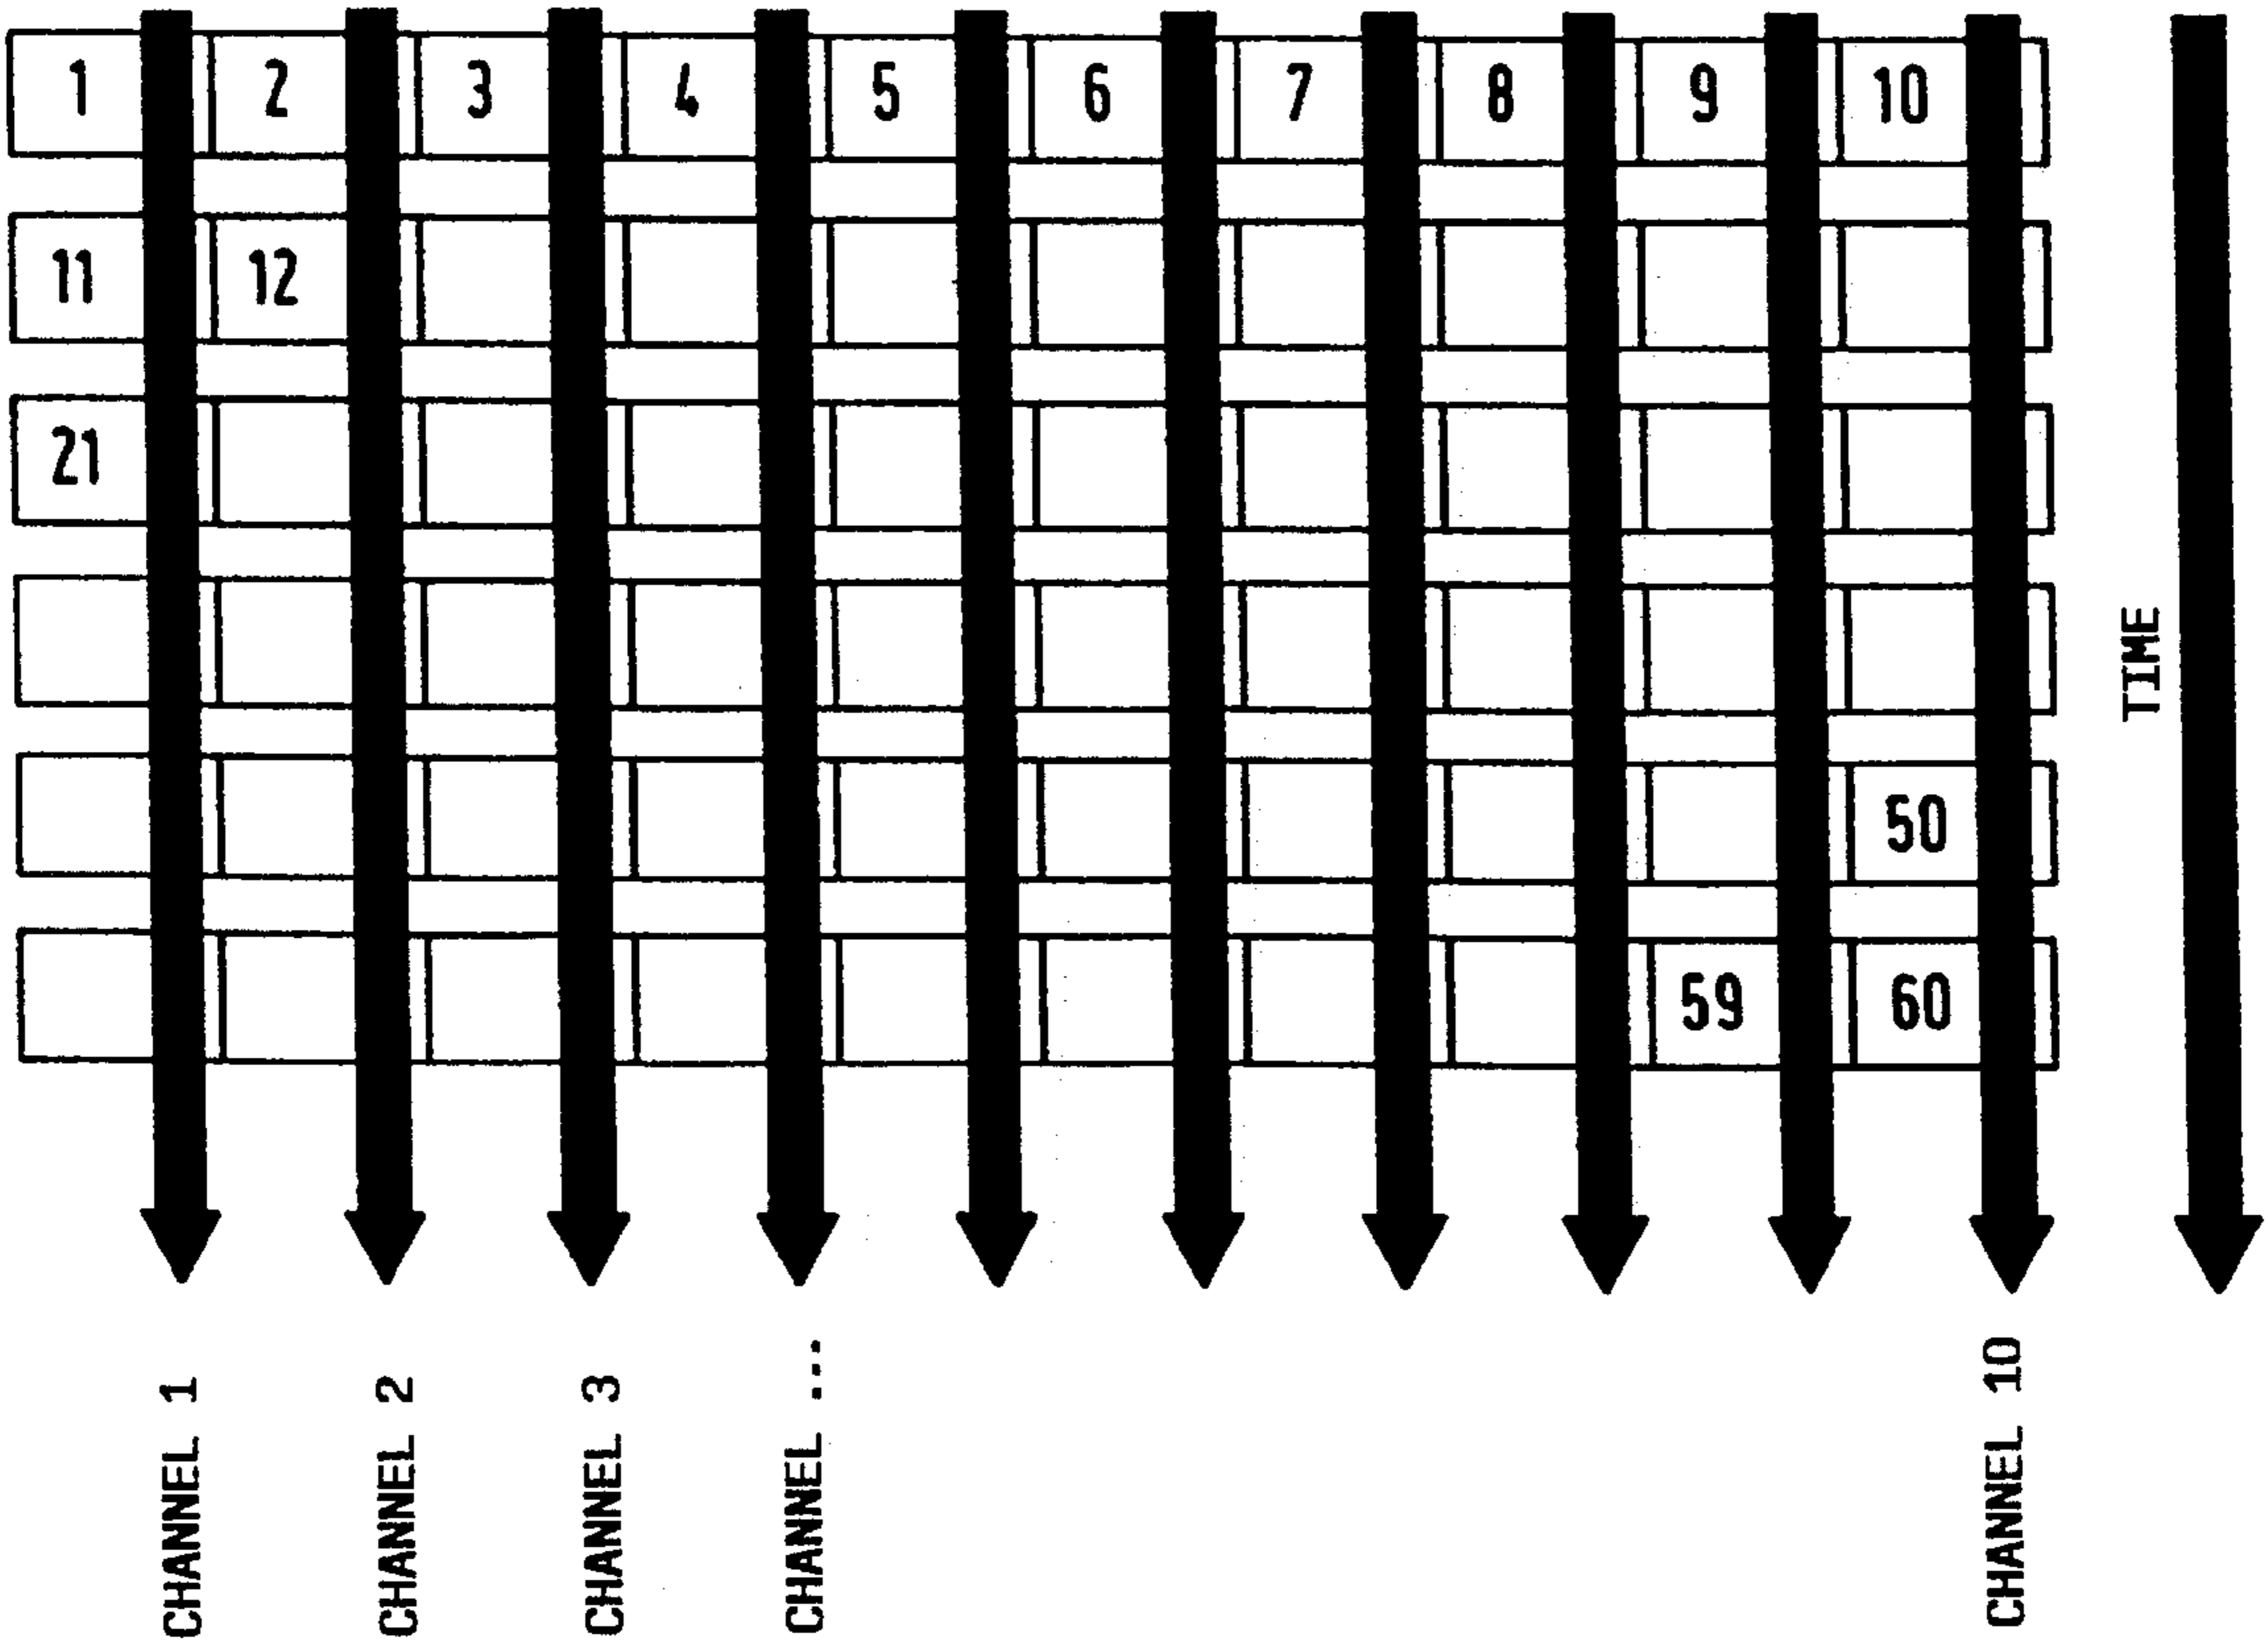 1 2 3 4 5 6 7 8 9 10
11 12
21
TIME
50
59 60
CHANNEL 1
CHANNEL 2
CHANNEL 3
CHANNEL ...
CHANNEL 10